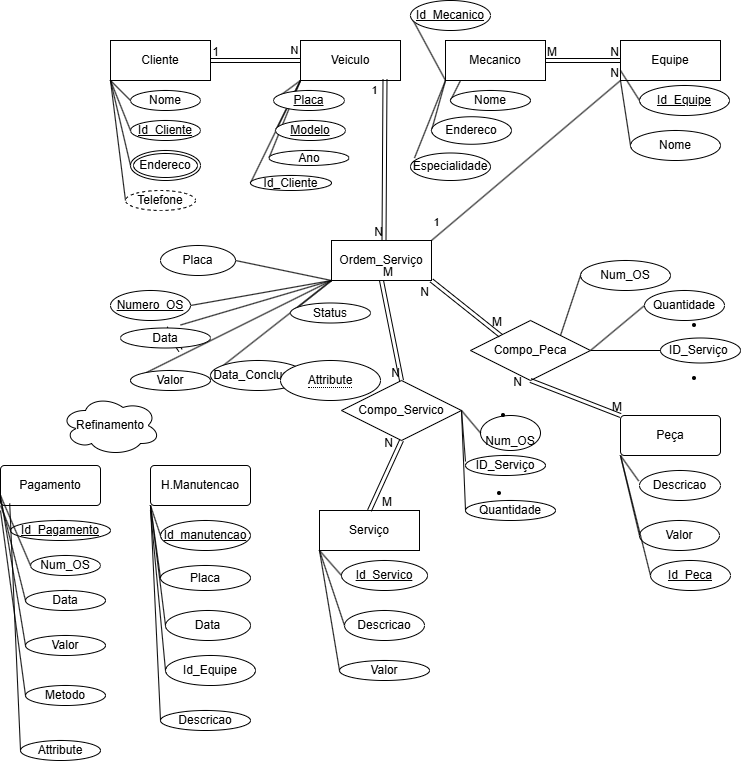 Id_Mecanico
Cliente
1
N
Veiculo
Mecanico
M
N
Equipe
N
Nome
Id_Cliente
Endereco
Telefone
1
Placa
Modelo
Ano
Id_Cliente
Nome
Endereco
Especialidade
Id_Equipe
Nome
N
1
Ordem_Serviço
M
N
Placa
Numero_OS
Data
Valor
Data_Conclu
Status
Attribute
Num_OS
Quantidade
ID_Serviço
M
Compo_Peca
N
M
Peça
Descricao
Valor
Id_Peca
N
Compo_Servico
N
M
Num_OS
ID_Serviço
Quantidade
Serviço
Id_Servico
Descricao
Valor
Refinamento
Pagamento
Id_Pagamento
Num_OS
Data
Valor
Metodo
Attribute
H.Manutencao
Id_manutencao
Placa
Data
Id_Equipe
Descricao